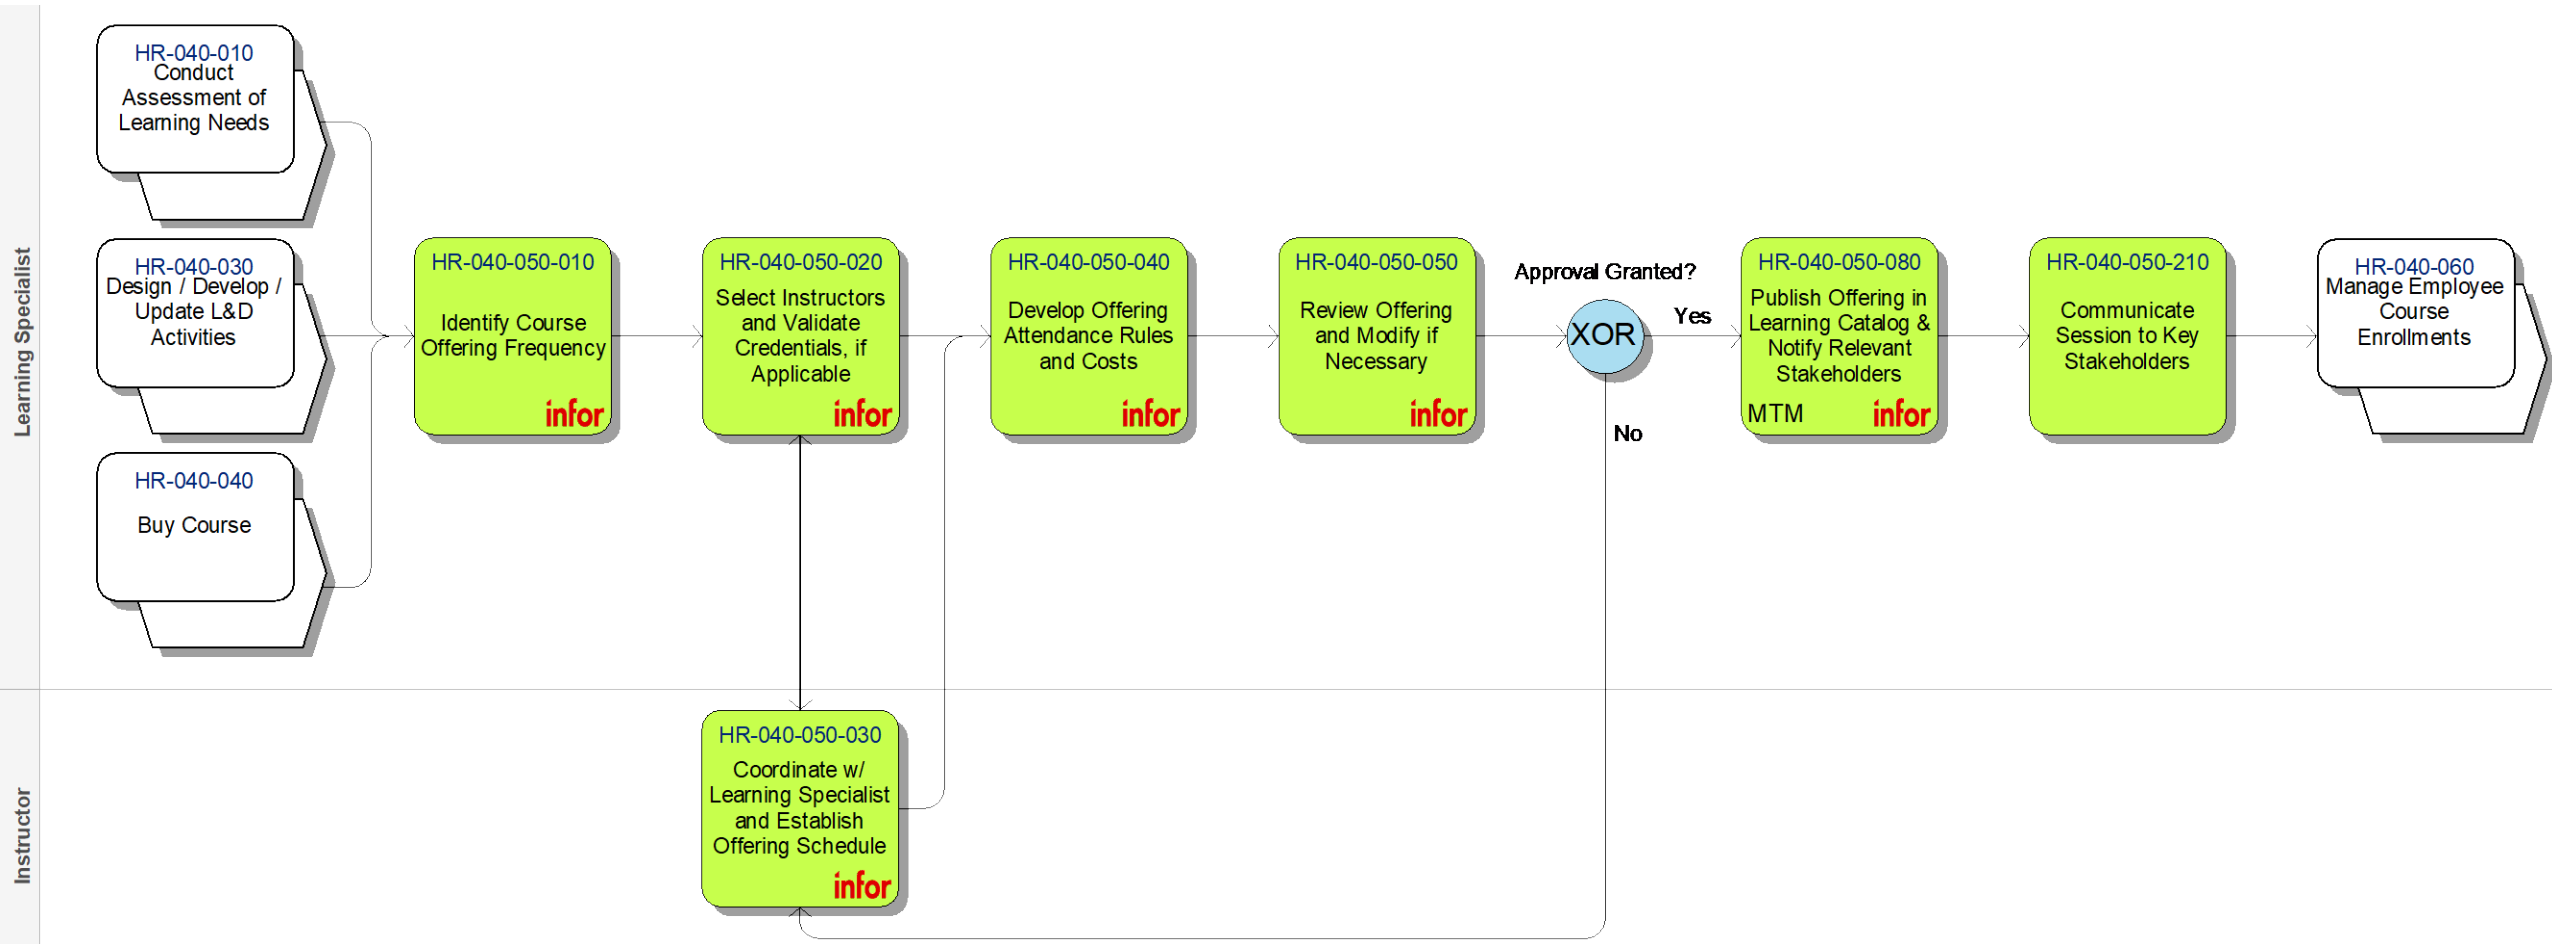 Learning Specialist
HR-040-010
Conduct
Assessment of
Learning Needs
HR-040-030
Design / Develop /
Update L&D
Activities
HR-040-040
Buy Course
HR-040-050-010
Identify Course
Offering Frequency
infor
HR-040-050-020
Select Instructors
and Validate
Credentials, if
Applicable
infor
HR-040-050-040
Develop Offering
Attendance Rules
and Costs
infor
HR-040-050-050
Review Offering
and Modify if
Necessary
infor
Approval Granted?
XOR
Yes
No
HR-040-050-080
Publish Offering in
Learning Catalog &
Notify Relevant
Stakeholders
MTM
infor
HR-040-050-210
Communicate
Session to Key
Stakeholders
HR-040-060
Manage Employee
Course
Enrollments
Instructor
HR-040-050-030
Coordinate w/
Learning Specialist
and Establish
Offering Schedule
infor